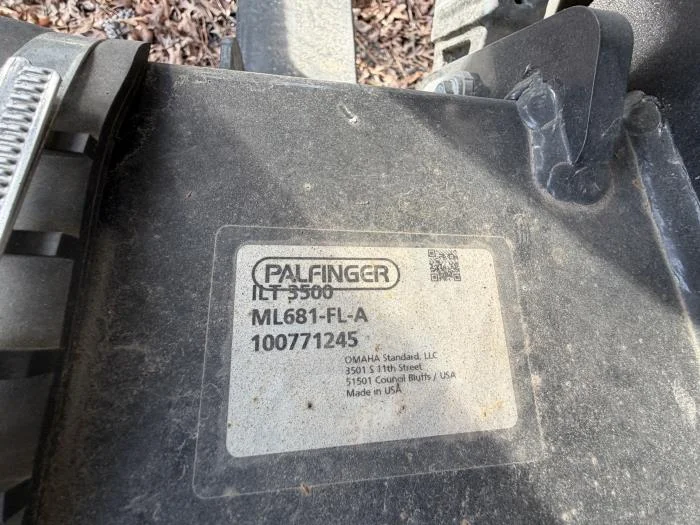 PALFINGER
ILT 3500
ML681-FL-A
100771245
OMAHA Standard, LLC
3501 S 11th Street
51501 Council Bluffs / USA
Made in USA